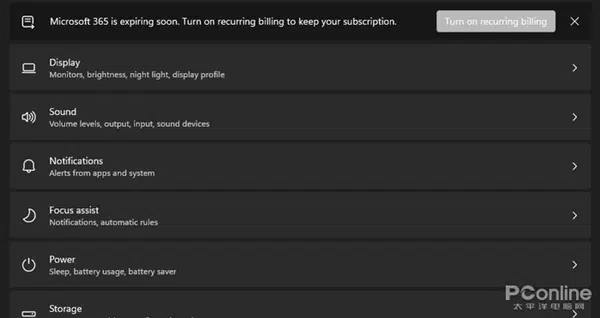 Microsoft 365 is expiring soon. Turn on recurring billing to keep your subscription.
Turn on recurring billing
Display
Monitors, brightness, night light, display profile
Sound
Volume levels, output, input, sound devices
Notifications
Alerts from apps and system
Focus assist
Notifications, automatic rules
Power
Sleep, battery usage, battery saver
Storage
PConline
太平洋电脑网